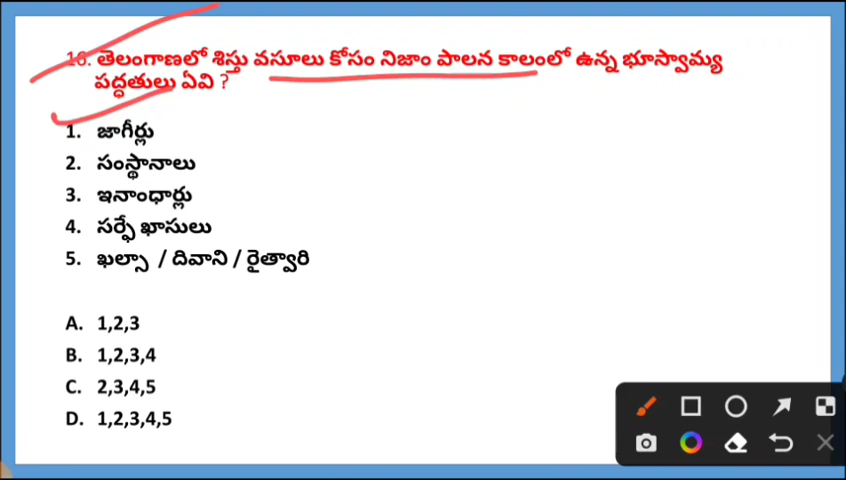 16. తెలంగాణలో శిస్తు వసూలు కోసం నిజాం పాలన కాలంలో ఉన్న భూస్వామ్య
పద్ధతులు ఏవి ?
1. జాగీర్లు
2. సంస్థానాలు
3. ఇనాంధార్లు
4. సర్ఫే ఖాసులు
5. ఖల్సా / దివాని / రైత్వారి
A. 1,2,3
B. 1,2,3,4
C. 2,3,4,5
D. 1,2,3,4,5